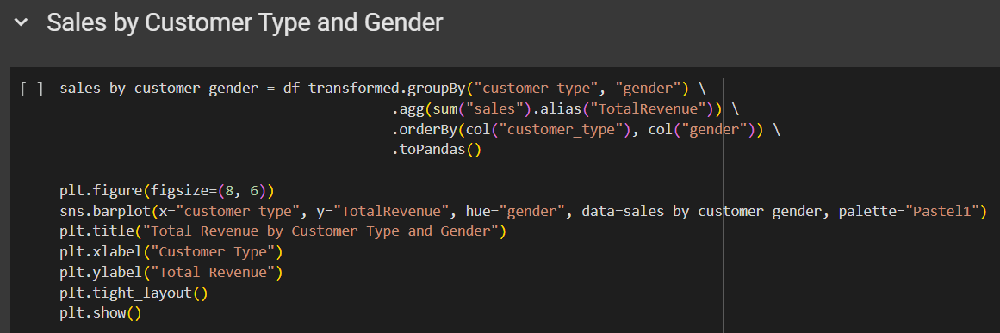 Sales by Customer Type and Gender
[ ] sales_by_customer_gender = df_transformed.groupBy("customer_type", "gender") \
.agg(sum("sales").alias("TotalRevenue")) \
.orderBy(col("customer_type"), col("gender")) \
.toPandas()
plt.figure(figsize=(8, 6))
sns.barplot(x="customer_type", y="TotalRevenue", hue="gender", data=sales_by_customer_gender, palette="Pastel1")
plt.title("Total Revenue by Customer Type and Gender")
plt.xlabel("Customer Type")
plt.ylabel("Total Revenue")
plt.tight_layout()
plt.show()